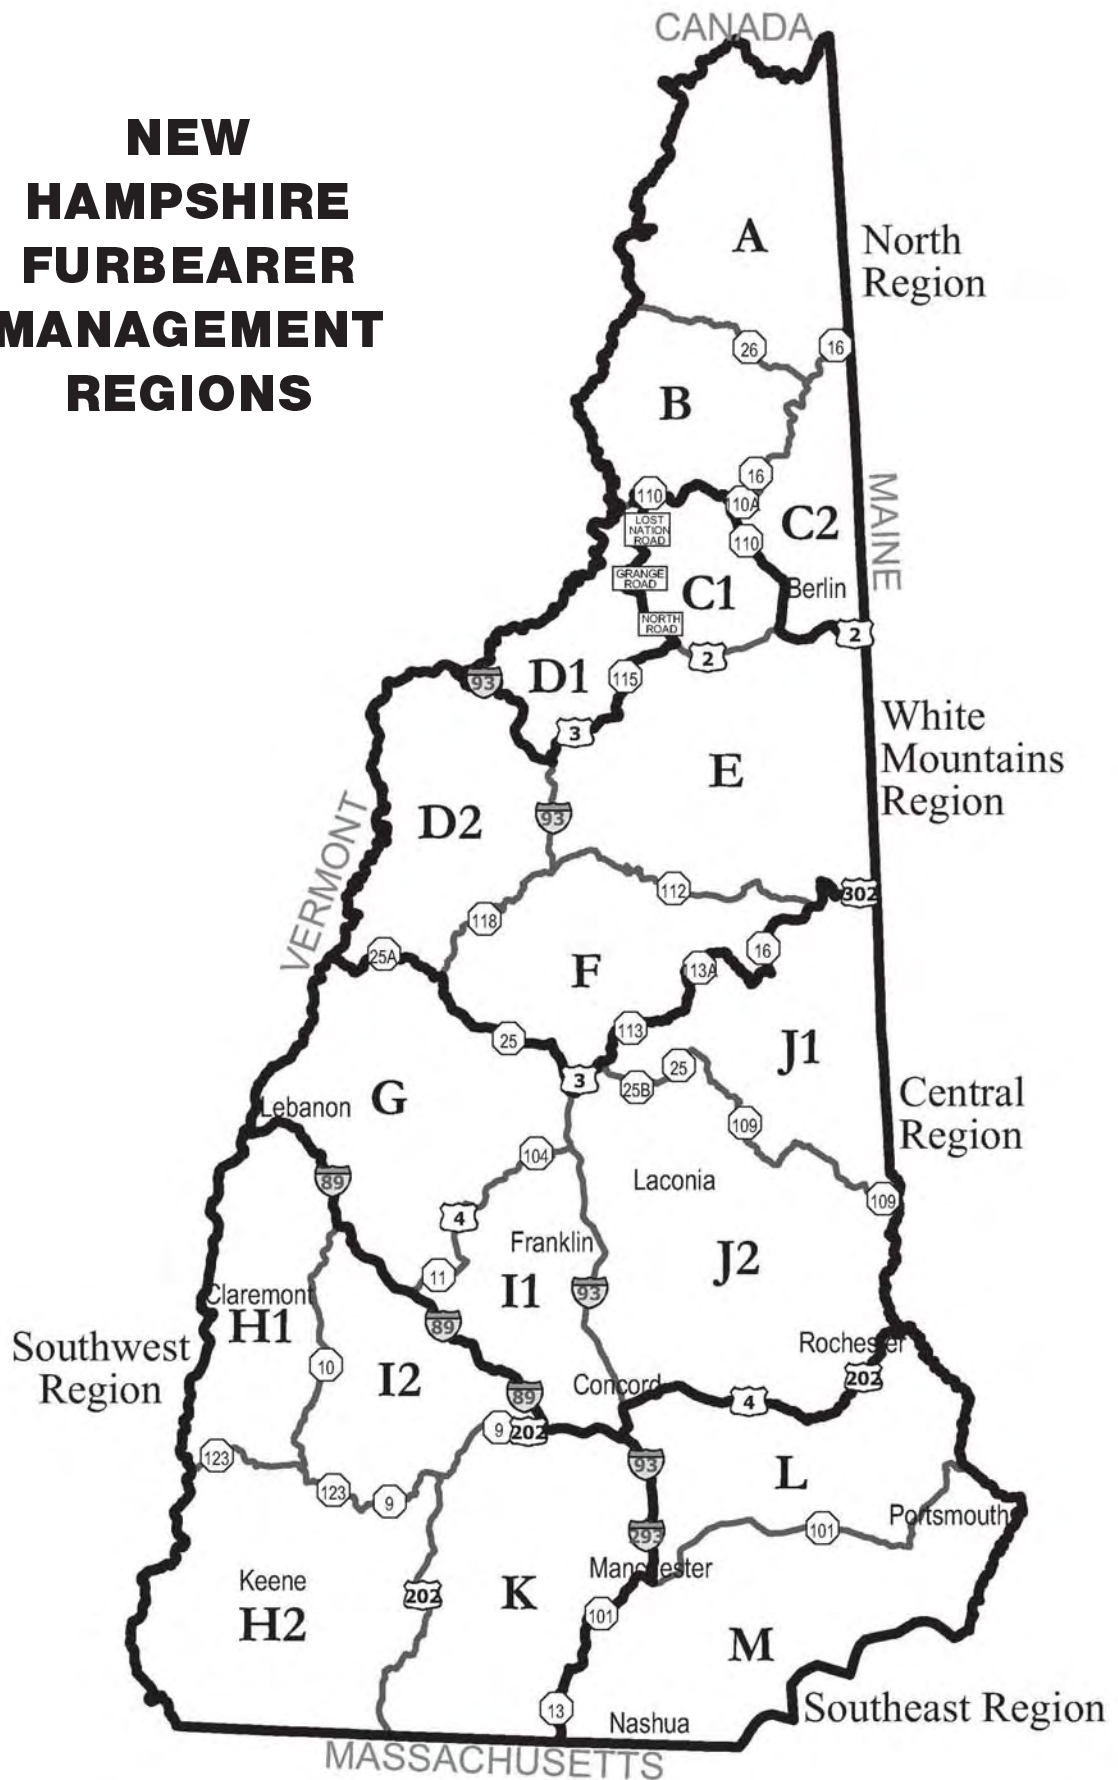 CANADA
NEW
HAMPSHIRE
FURBEARER
MANAGEMENT
REGIONS
A
North
Region
26
16
B
16
MAINE
110
110A
C2
LOST
NATION
ROAD
110
GRANGE
ROAD
C1
Berlin
NORTH
ROAD
2
2
93
D1
115
3
White
Mountains
Region
E
93
D2
VERMONT
112
302
118
25A
16
F
113A
25
113
J1
3
25B
25
Central
Region
Lebanon
G
109
104
89
Laconia
109
4
Franklin
J2
11
I1
93
Claremont
H1
89
Southwest
Region
Rochester
10
I2
202
Concord
89
4
9
202
123
93
L
123
9
Portsmouth
293
101
Manchester
Keene
202
K
H2
101
M
13
Nashua
Southeast Region
MASSACHUSETTS